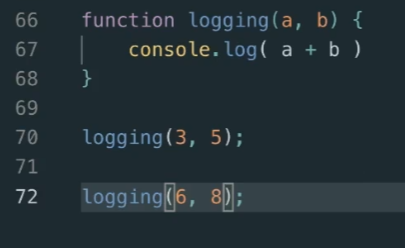 66 function logging(a, b) {
67     console.log( a + b )
68 }
69
70 logging(3, 5);
71
72 logging(6, 8);